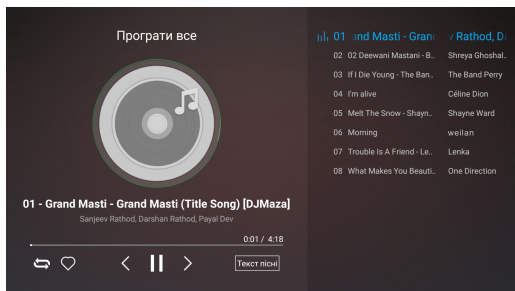 Програти все
01 - Grand Masti - Grand Masti (Title Song) [DJMaza]
Sanjeev Rathod, Darshan Rathod, Payal Dev
0:01 / 4:18
Текст пісні
01 and Masti - Gran Rathod, D
02 02 Deewani Mastani - B.. Shreya Ghoshal..
03 If I Die Young - The Ban.. The Band Perry
04 I'm alive Céline Dion
05 Melt The Snow - Shayn.. Shayne Ward
06 Morning weilan
07 Trouble Is A Friend - Le.. Lenka
08 What Makes You Beauti.. One Direction